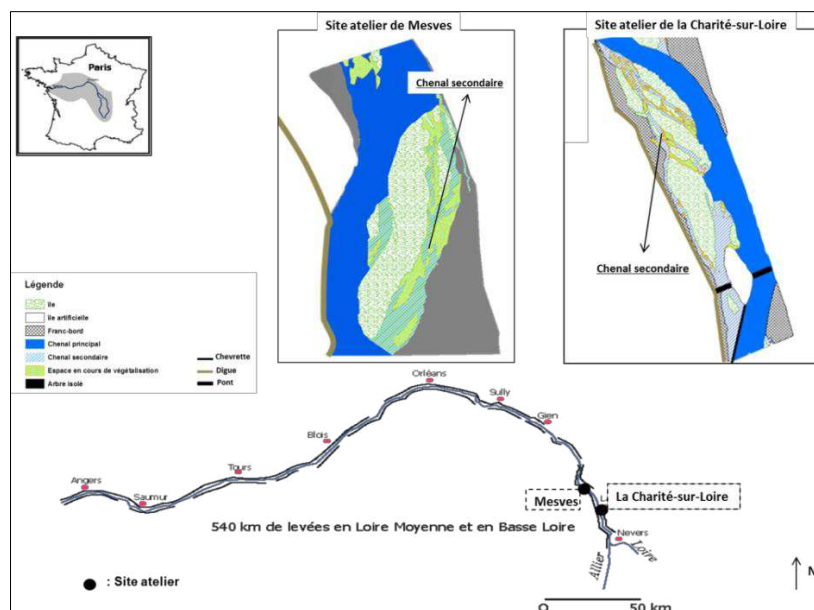 Paris
Site atelier de Mesves
Chenal secondaire
Site atelier de la Charité-sur-Loire
Chenal secondaire
Légende
Ile
Ile artificielle
Franc-bord
Chenal principal
Chenal secondaire
Espace en cours de végétalisation
Arbre isolé
Chevrette
Digue
Pont
Orléans
Sully
Gien
Blois
Tours
Angers
Saumur
Mesves
La Charité-sur-Loire
540 km de levées en Loire Moyenne et en Basse Loire
Nevers
Loire
Allier
: Site atelier
N
0 50 km